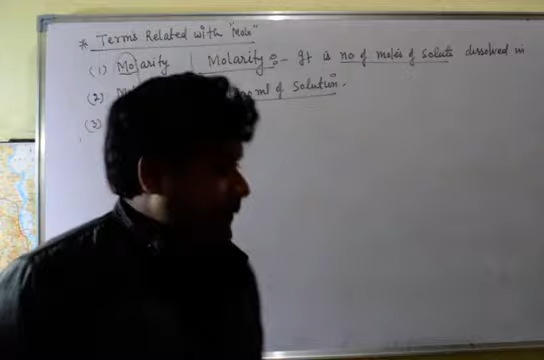 * Terms Related with "Mole"
(1) Molarity
Molarity :- It is no of moles of solute dissolved in
(2)
ml of Solution".
(3)